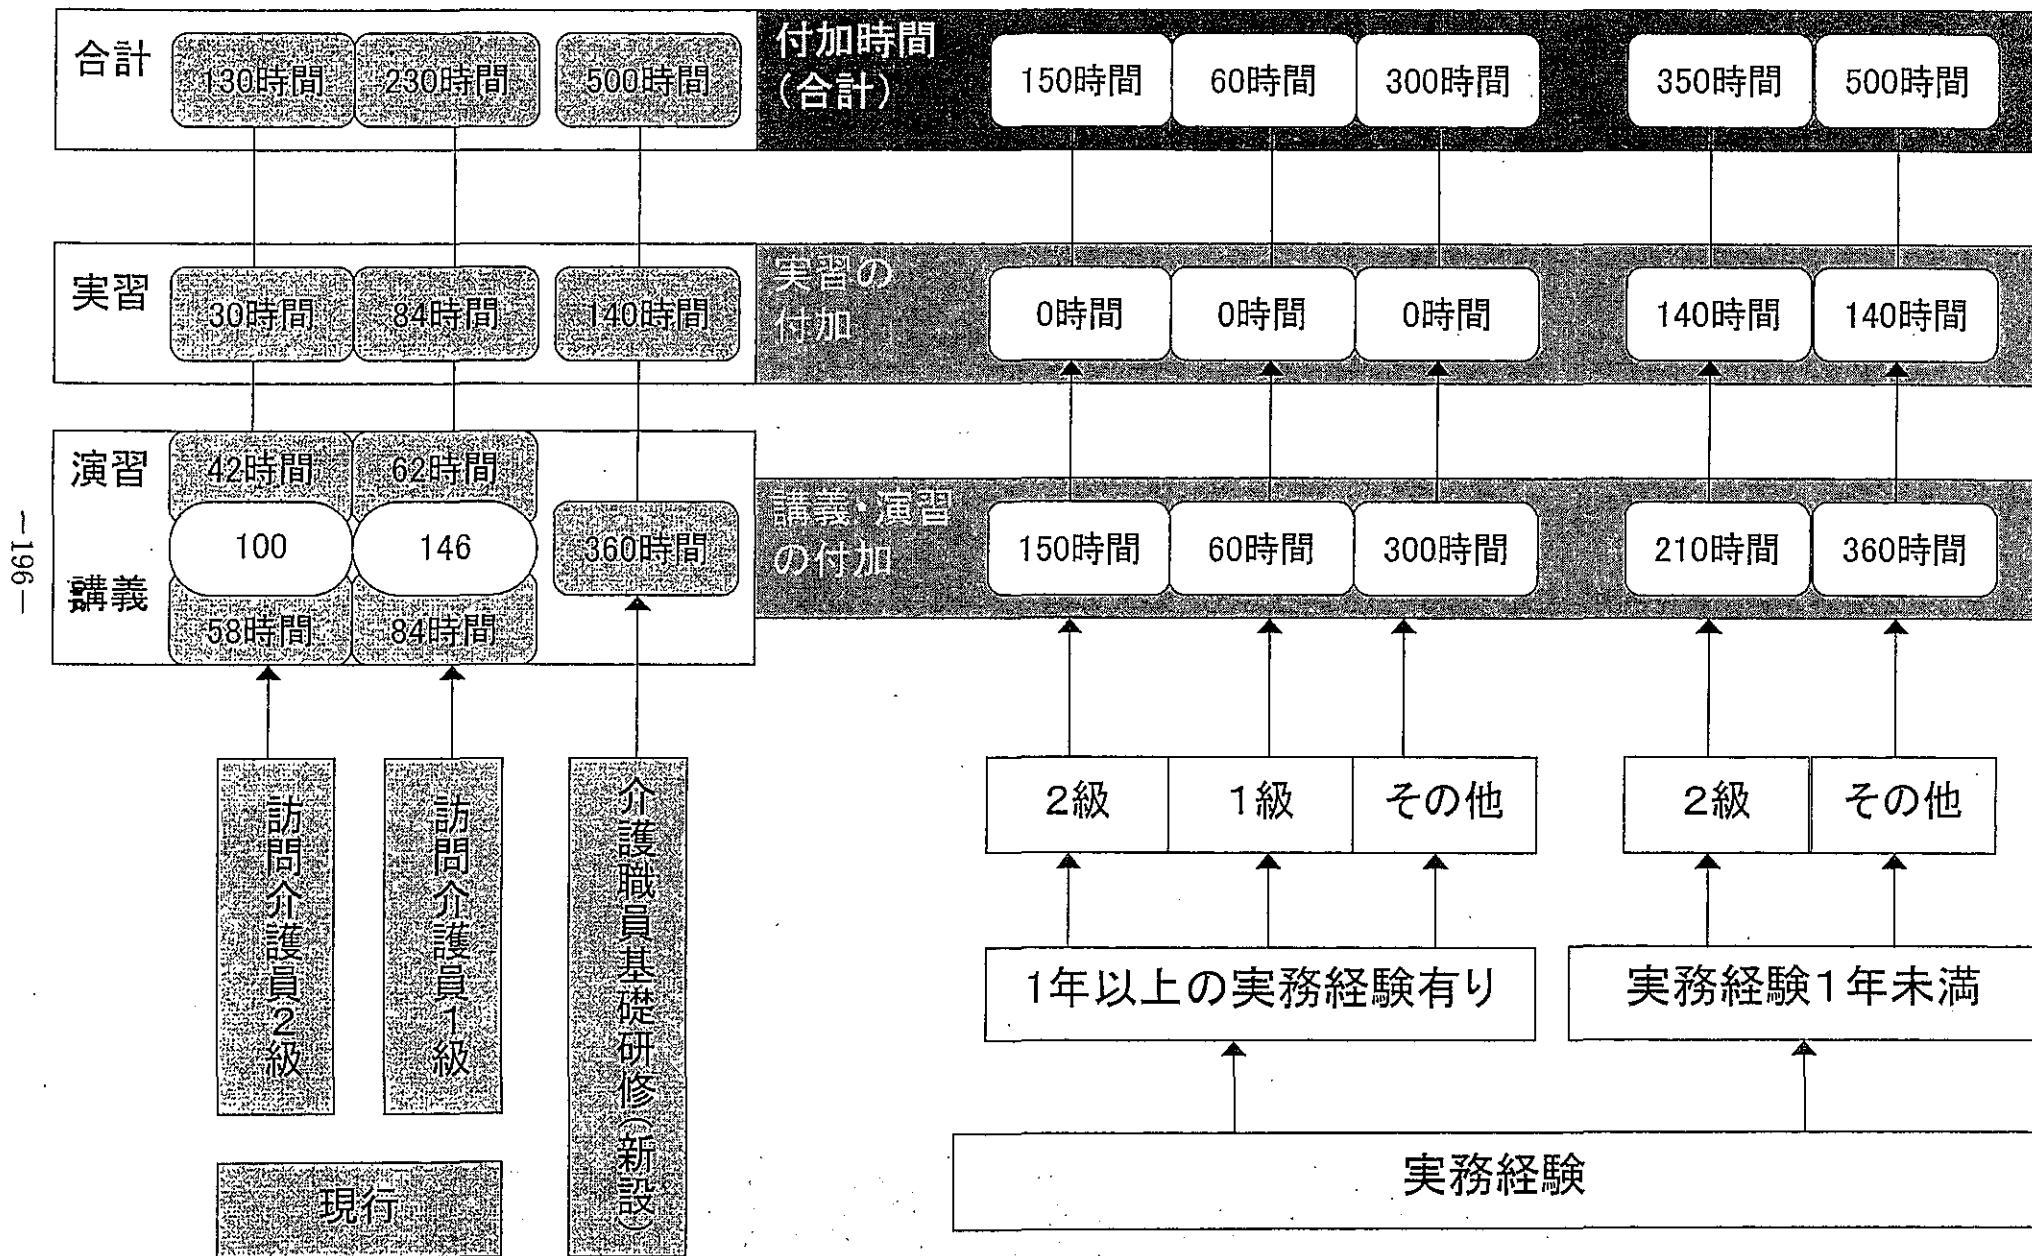 合計
130時間
230時間
500時間
付加時間
(合計)
150時間
60時間
300時間
350時間
500時間
実習
30時間
84時間
140時間
実習の
付加
0時間
0時間
0時間
140時間
140時間
演習
42時間
62時間
100
146
360時間
講義
58時間
84時間
講義・演習
の付加
150時間
60時間
300時間
210時間
360時間
訪問介護員2級
訪問介護員1級
介護職員基礎研修(新設)
2級
1級
その他
2級
その他
1年以上の実務経験有り
実務経験1年未満
現行
実務経験
－196－